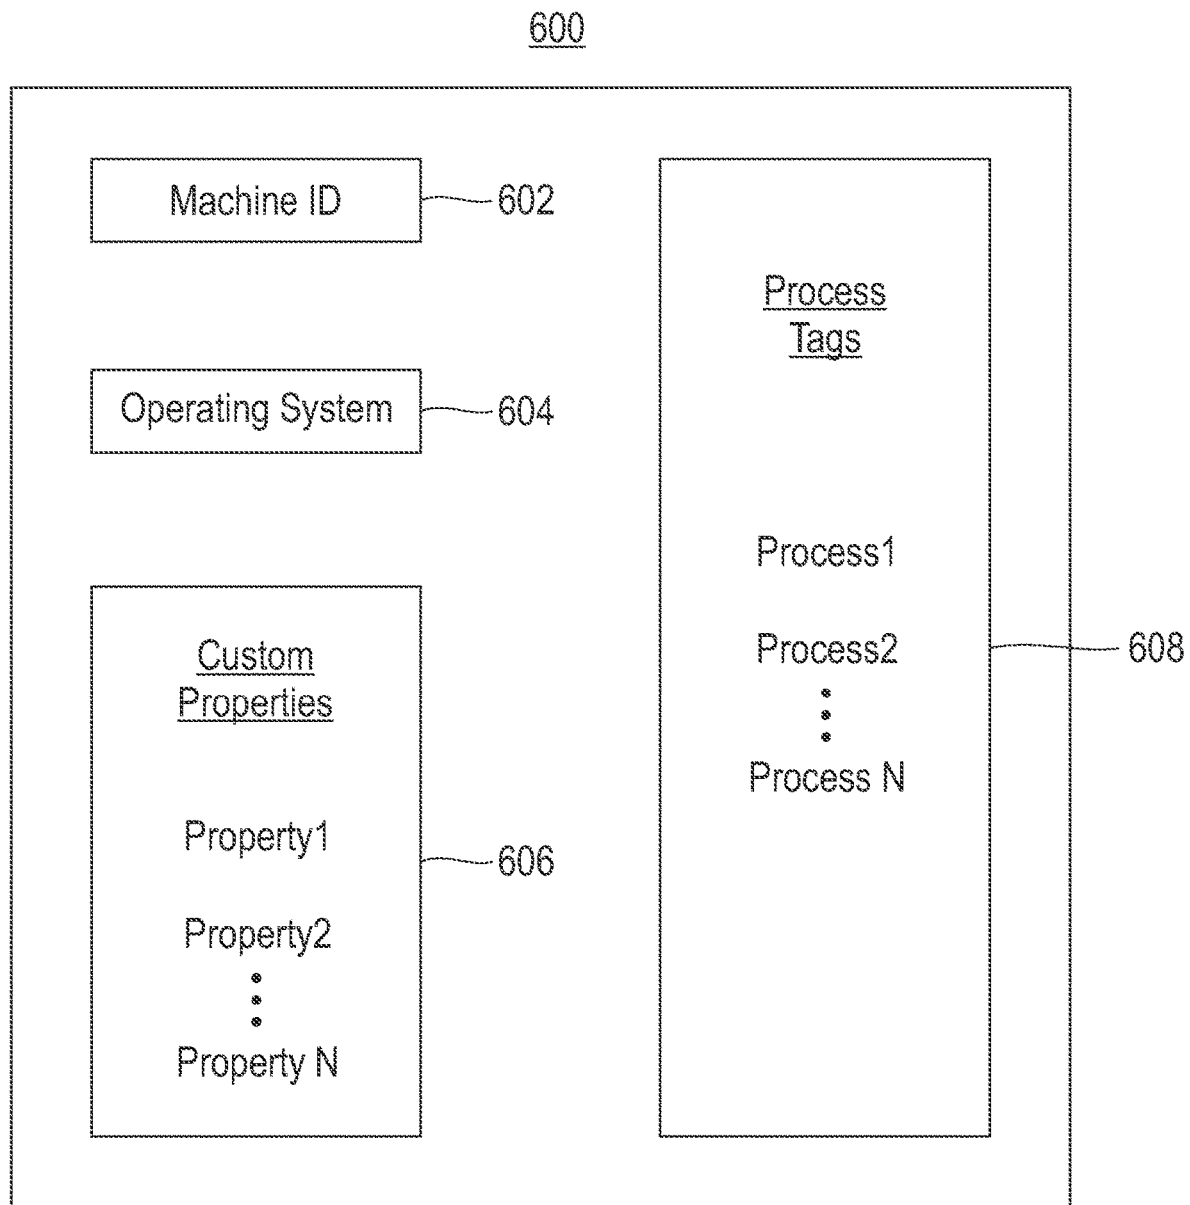 600
Machine ID
602
Operating System
604
Custom
Properties
Property1
Property2
Property N
606
Process
Tags
Process1
Process2
Process N
608